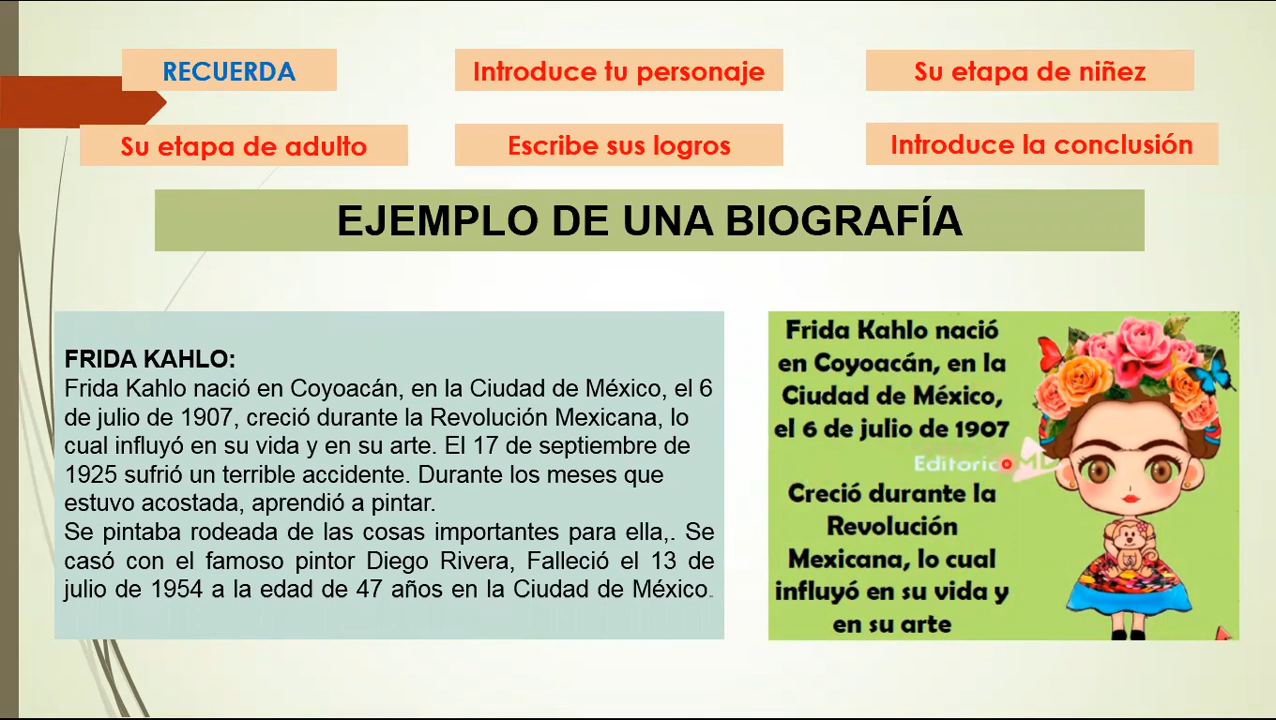 RECUERDA
Introduce tu personaje
Su etapa de niñez
Su etapa de adulto
Escribe sus logros
Introduce la conclusión
EJEMPLO DE UNA BIOGRAFÍA
FRIDA KAHLO:
Frida Kahlo nació en Coyoacán, en la Ciudad de México, el 6
de julio de 1907, creció durante la Revolución Mexicana, lo
cual influyó en su vida y en su arte. El 17 de septiembre de
1925 sufrió un terrible accidente. Durante los meses que
estuvo acostada, aprendió a pintar.
Se pintaba rodeada de las cosas importantes para ella,. Se
casó con el famoso pintor Diego Rivera, Falleció el 13 de
julio de 1954 a la edad de 47 años en la Ciudad de México.
Frida Kahlo nació
en Coyoacán, en la
Ciudad de México,
el 6 de julio de 1907
Creció durante la
Revolución
Mexicana, lo cual
influyó en su vida y
en su arte